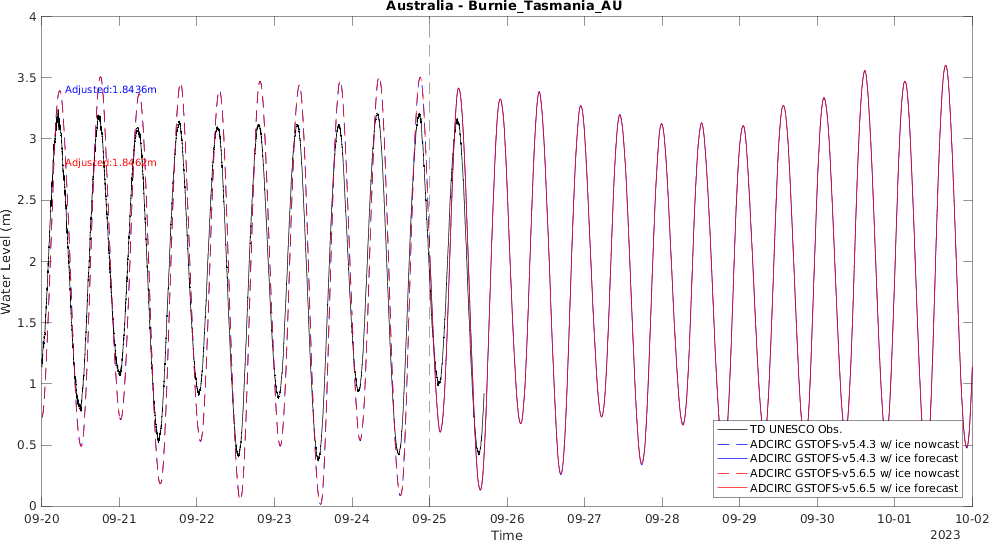 Australia - Burnie_Tasmania_AU
4
3.5
3
2.5
2
1.5
1
0.5
0
Water Level (m)
Adjusted:1.8436m
Adjusted:1.8462m
TD UNESCO Obs.
ADCIRC GSTOFS-v5.4.3 w/ ice nowcast
ADCIRC GSTOFS-v5.4.3 w/ ice forecast
ADCIRC GSTOFS-v5.6.5 w/ ice nowcast
ADCIRC GSTOFS-v5.6.5 w/ ice forecast
09-20 09-21 09-22 09-23 09-24 09-25 09-26 09-27 09-28 09-29 09-30 10-01 10-02
Time
2023